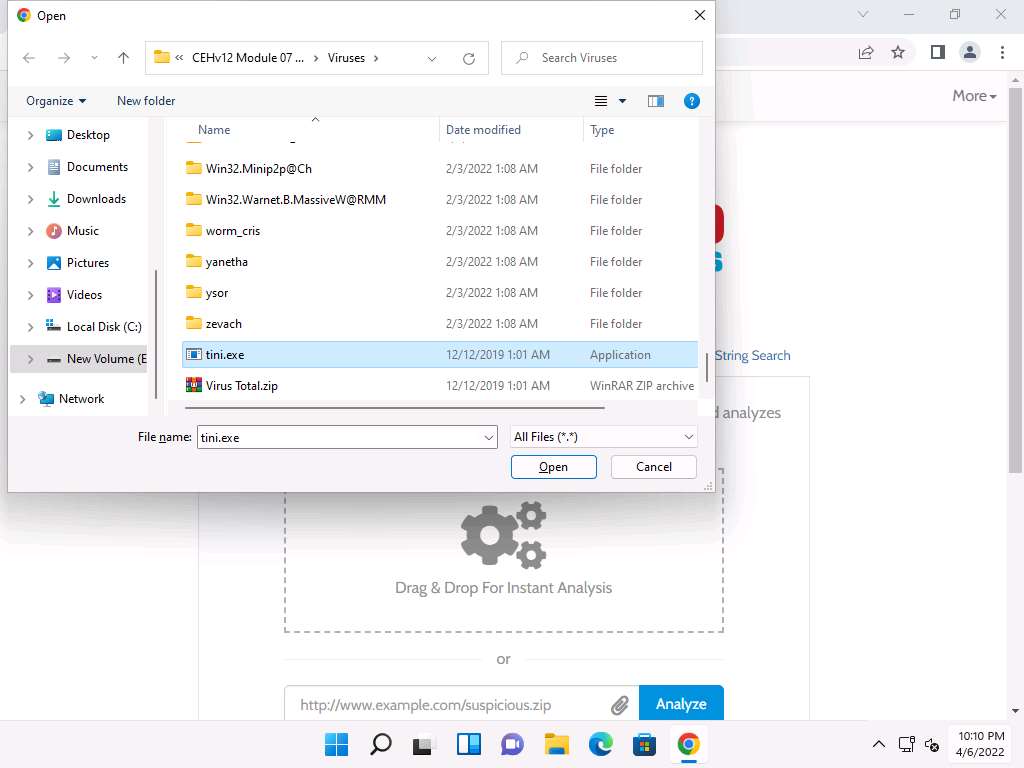 Open
CEHv12 Module 07 ...
Viruses
Search Viruses
Organize
New folder
?
More
Name
Date modified
Type
Desktop
Documents
Downloads
Music
Pictures
Videos
Local Disk (C:)
New Volume (E
Network
Win32.Minip2p@Ch 2/3/2022 1:08 AM File folder
Win32.Warnet.B.MassiveW@RMM 2/3/2022 1:08 AM File folder
worm_cris 2/3/2022 1:08 AM File folder
yanetha 2/3/2022 1:08 AM File folder
ysor 2/3/2022 1:08 AM File folder
zevach 2/3/2022 1:08 AM File folder
tini.exe 12/12/2019 1:01 AM Application
Virus Total.zip 12/12/2019 1:01 AM WinRAR ZIP archive
String Search
d analyzes
File name: tini.exe
All Files (*.*)
Open
Cancel
Drag & Drop For Instant Analysis
or
http://www.example.com/suspicious.zip
Analyze
10:10 PM
4/6/2022